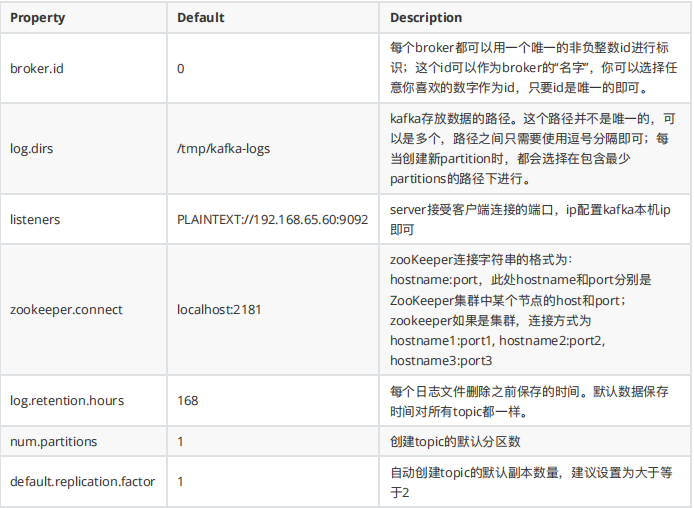 Property Default Description
broker.id 0 每个broker都可以用一个唯一的非负整数id进行标
识；这个id可以作为broker的“名字”，你可以选择任
意你喜欢的数字作为id，只要id是唯一的即可。
log.dirs /tmp/kafka-logs kafka存放数据的路径。这个路径并不是唯一的，可
以是多个，路径之间只需要使用逗号分隔即可；每
当创建新partition时，都会选择在包含最少
partitions的路径下进行。
listeners PLAINTEXT://192.168.65.60:9092 server接受客户端连接的端口，ip配置kafka本机ip
即可
zookeeper.connect localhost:2181 zooKeeper连接字符串的格式为：
hostname:port，此处hostname和port分别是
ZooKeeper集群中某个节点的host和port；
zookeeper如果是集群，连接方式为
hostname1:port1, hostname2:port2,
hostname3:port3
log.retention.hours 168 每个日志文件删除之前保存的时间。默认数据保存
时间对所有topic都一样。
num.partitions 1 创建topic的默认分区数
default.replication.factor 1 自动创建topic的默认副本数量，建议设置为大于等
于2